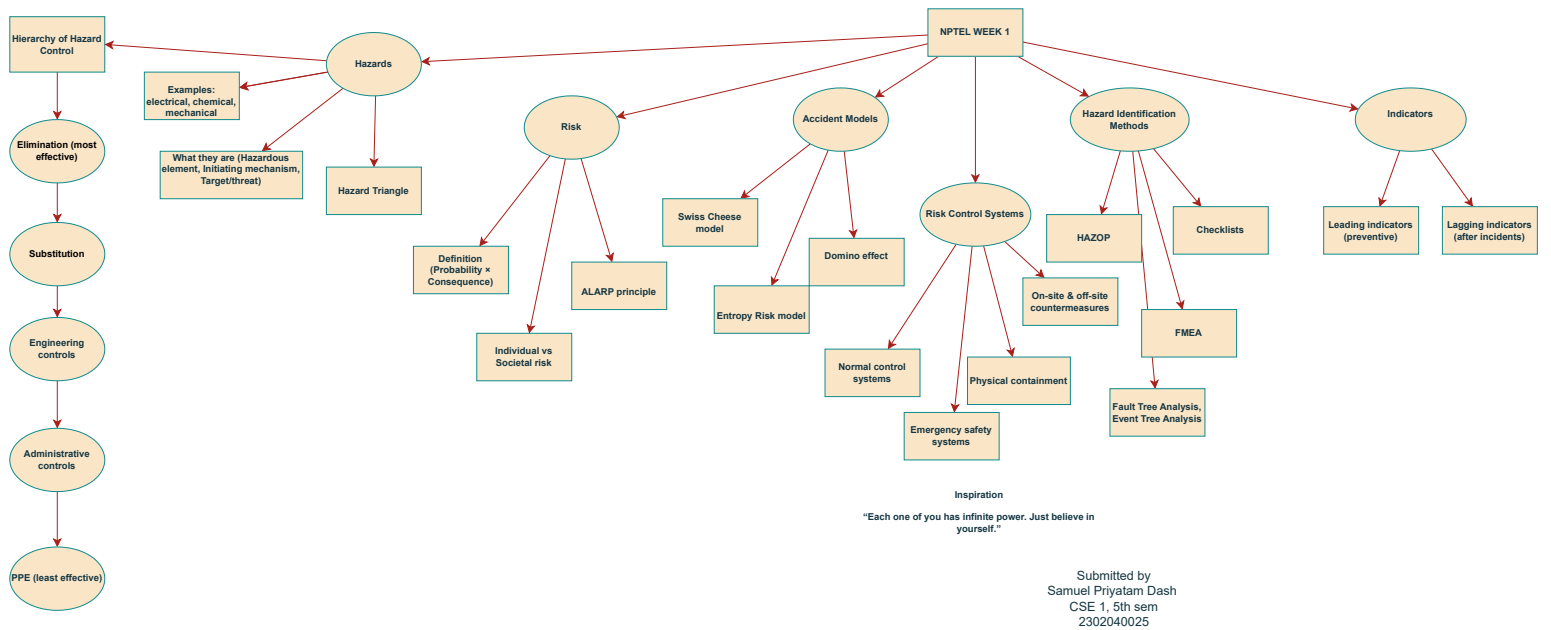 NPTEL WEEK 1
Hierarchy of Hazard
Control
Hazards
Examples:
electrical, chemical,
mechanical
What they are (Hazardous
element, Initiating mechanism,
Target/threat)
Hazard Triangle
Elimination (most
effective)
Substitution
Engineering
controls
Administrative
controls
PPE (least effective)
Risk
Definition
(Probability ×
Consequence)
Individual vs
Societal risk
ALARP principle
Accident Models
Swiss Cheese
model
Entropy Risk model
Domino effect
Risk Control Systems
Normal control
systems
Emergency safety
systems
Physical containment
On-site & off-site
countermeasures
Hazard Identification
Methods
HAZOP
Checklists
FMEA
Fault Tree Analysis,
Event Tree Analysis
Indicators
Leading indicators
(preventive)
Lagging indicators
(after incidents)
Inspiration
“Each one of you has infinite power. Just believe in
yourself.”
Submitted by
Samuel Priyatam Dash
CSE 1, 5th sem
2302040025